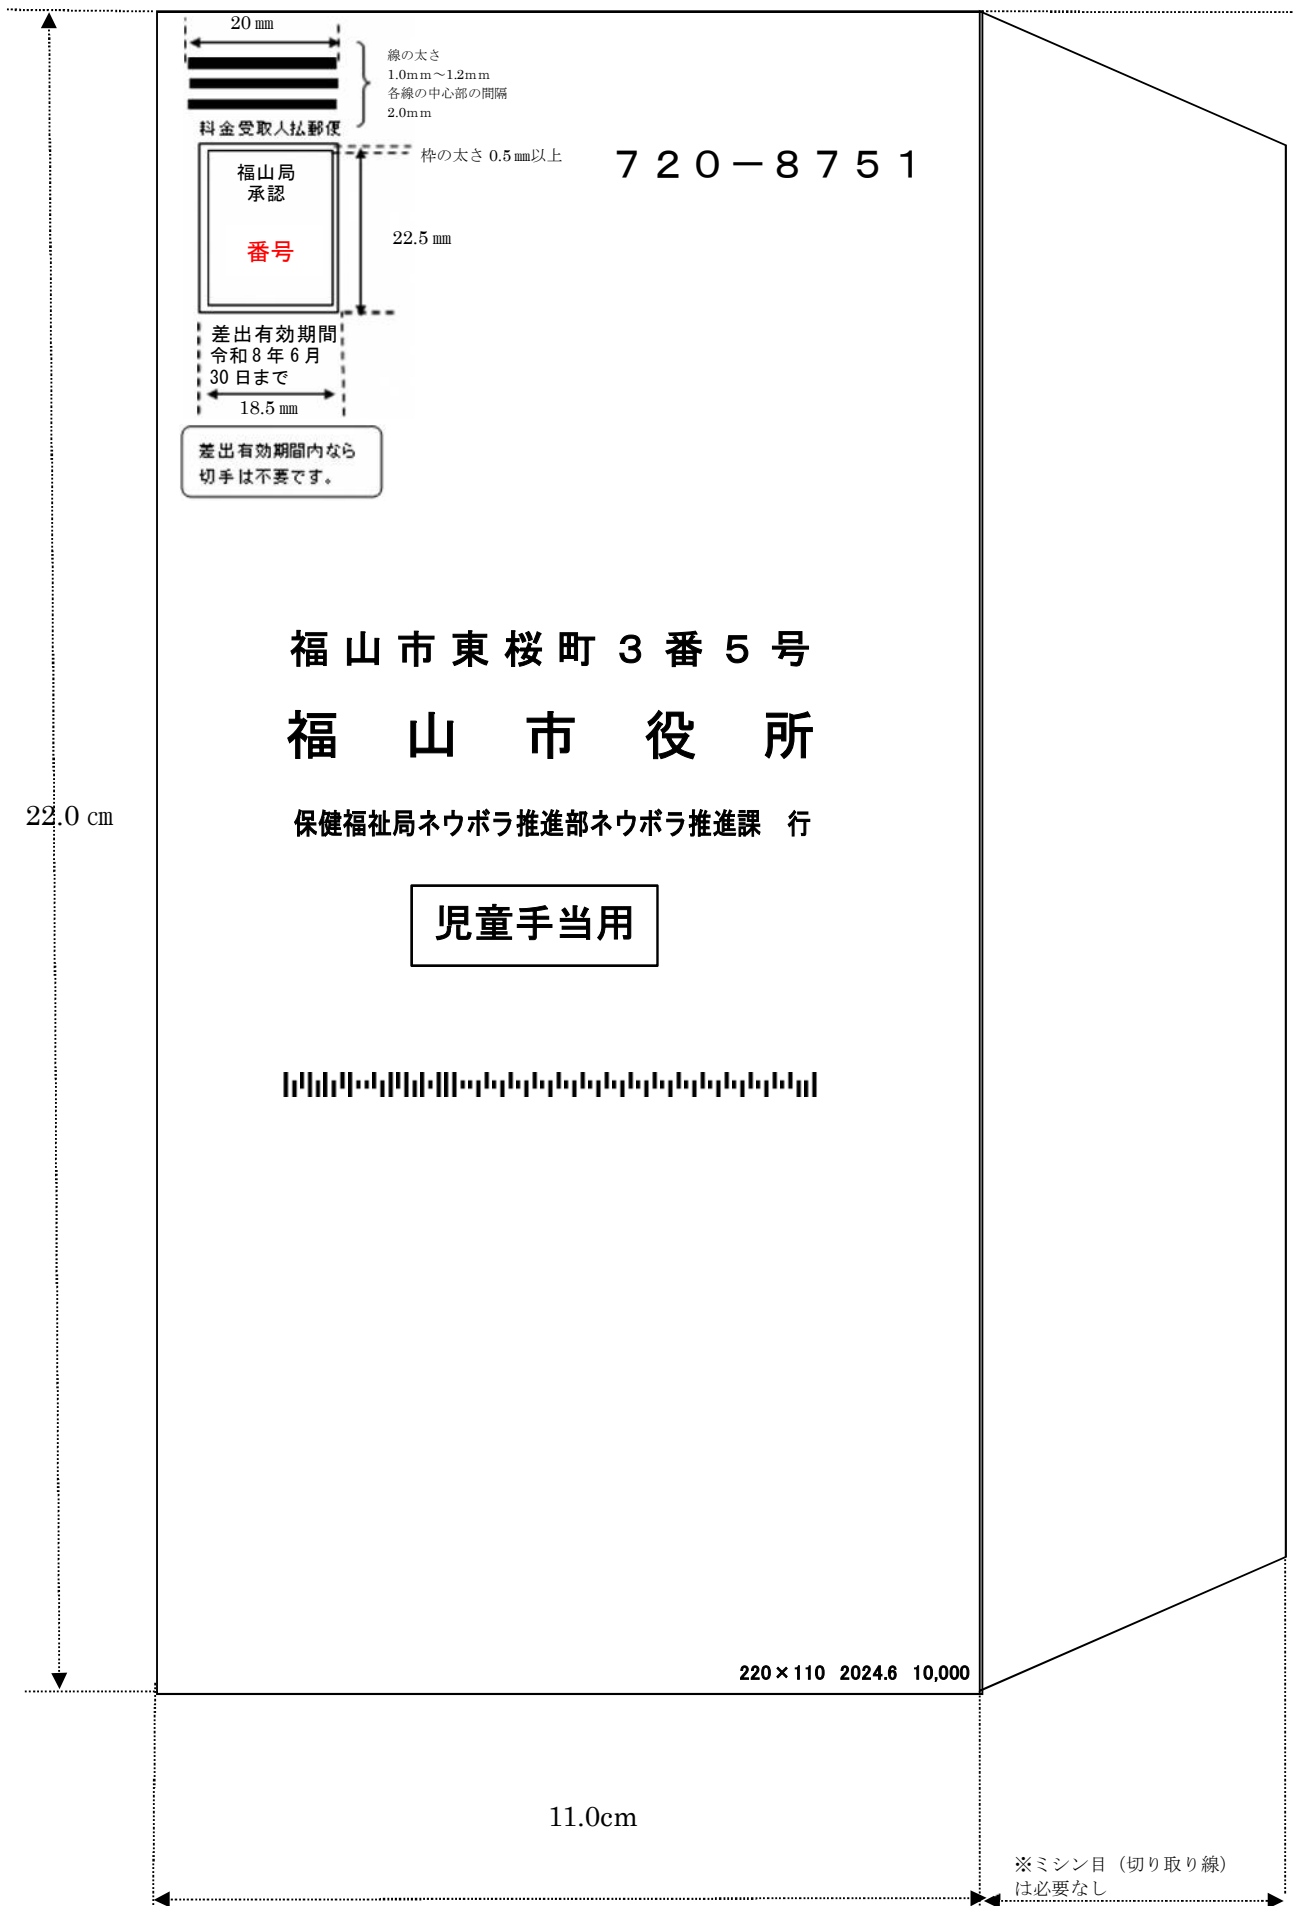 20㎜
線の太さ
1.0mm～1.2mm
各線の中心部の間隔
2.0mm
料金受取人払郵便
枠の太さ 0.5㎜以上
７２０－８７５１
福山局
承認
番号
22.5㎜
差出有効期間
令和８年６月
30日まで
18.5㎜
差出有効期間内なら
切手は不要です。
福山市東桜町３番５号
福山市役所
22.0㎝
保健福祉局ネウボラ推進部ネウボラ推進課　行
児童手当用
220×110 2024.6 10,000
11.0cm
※ミシン目（切り取り線）
は必要なし